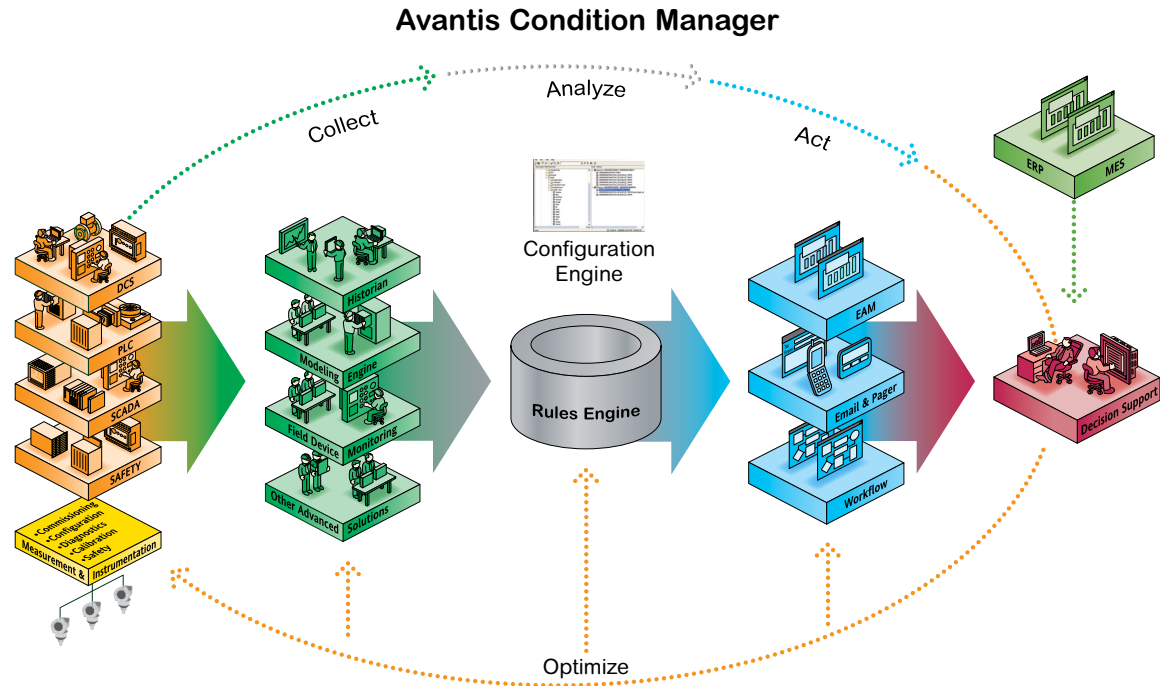 Avantis Condition Manager
Collect
Analyze
Act
ERP
MES
Configuration
Engine
DCS
PLC
SCADA
SAFETY
•Commissioning
•Configuration
•Diagnostics
•Calibration
•Safety
Measurement & Instrumentation
Historian
Modeling Engine
Field Device Monitoring
Other Advanced Solutions
Rules Engine
EAM
Email & Pager
Workflow
Decision Support
Optimize